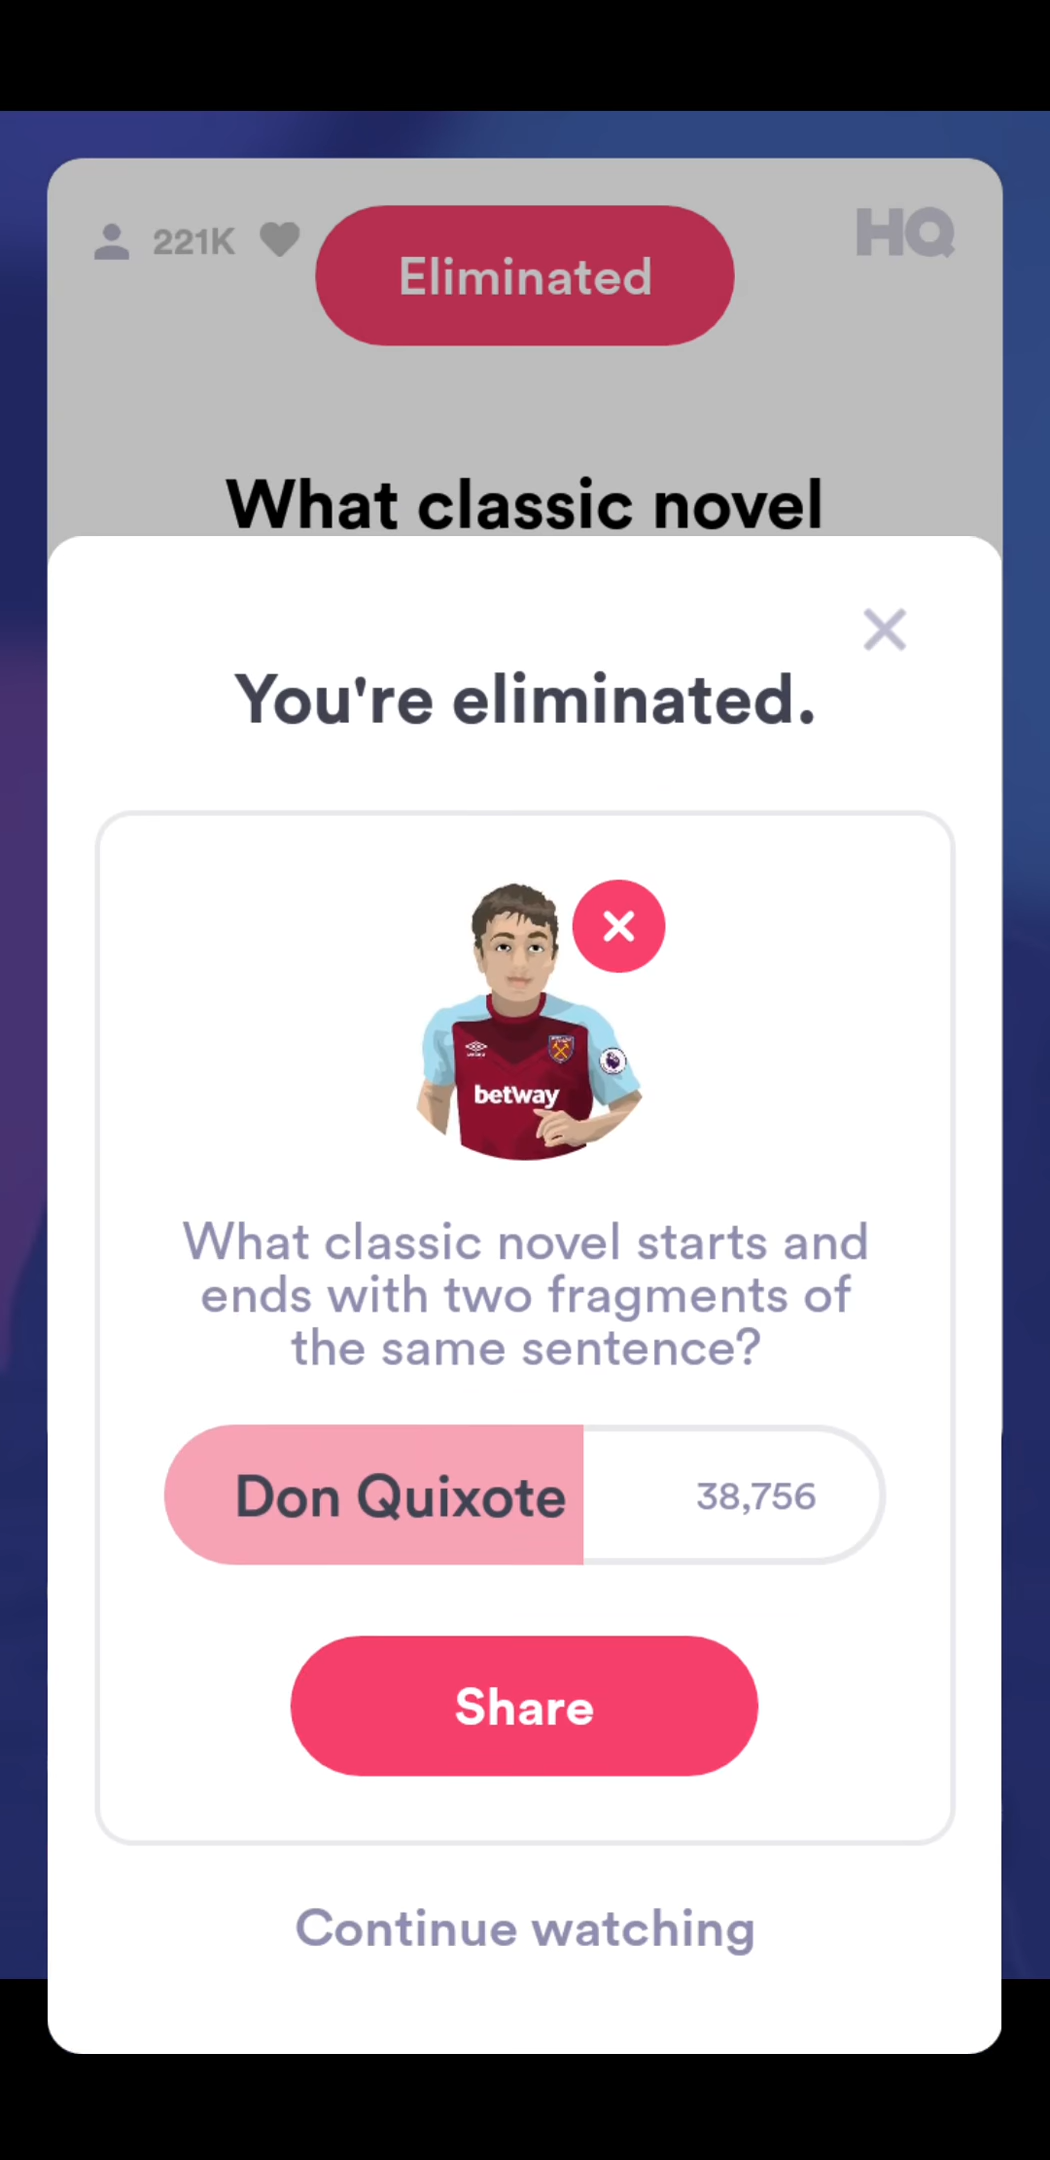 221K
Eliminated
HQ
What classic novel
You're eliminated.
betway
What classic novel starts and
ends with two fragments of
the same sentence?
Don Quixote
38,756
Share
Continue watching